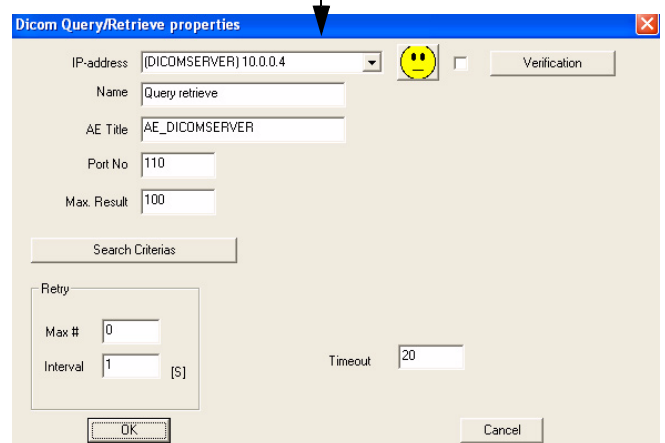 Dicom Query/Retrieve properties
IP-address (DICOMSERVER) 10.0.0.4 Verification
Name Query retrieve
AE Title AE_DICOMSERVER
Port No 110
Max. Result 100
Search Criterias
Retry
Max # 0
Interval 1 [S]
Timeout 20
OK Cancel